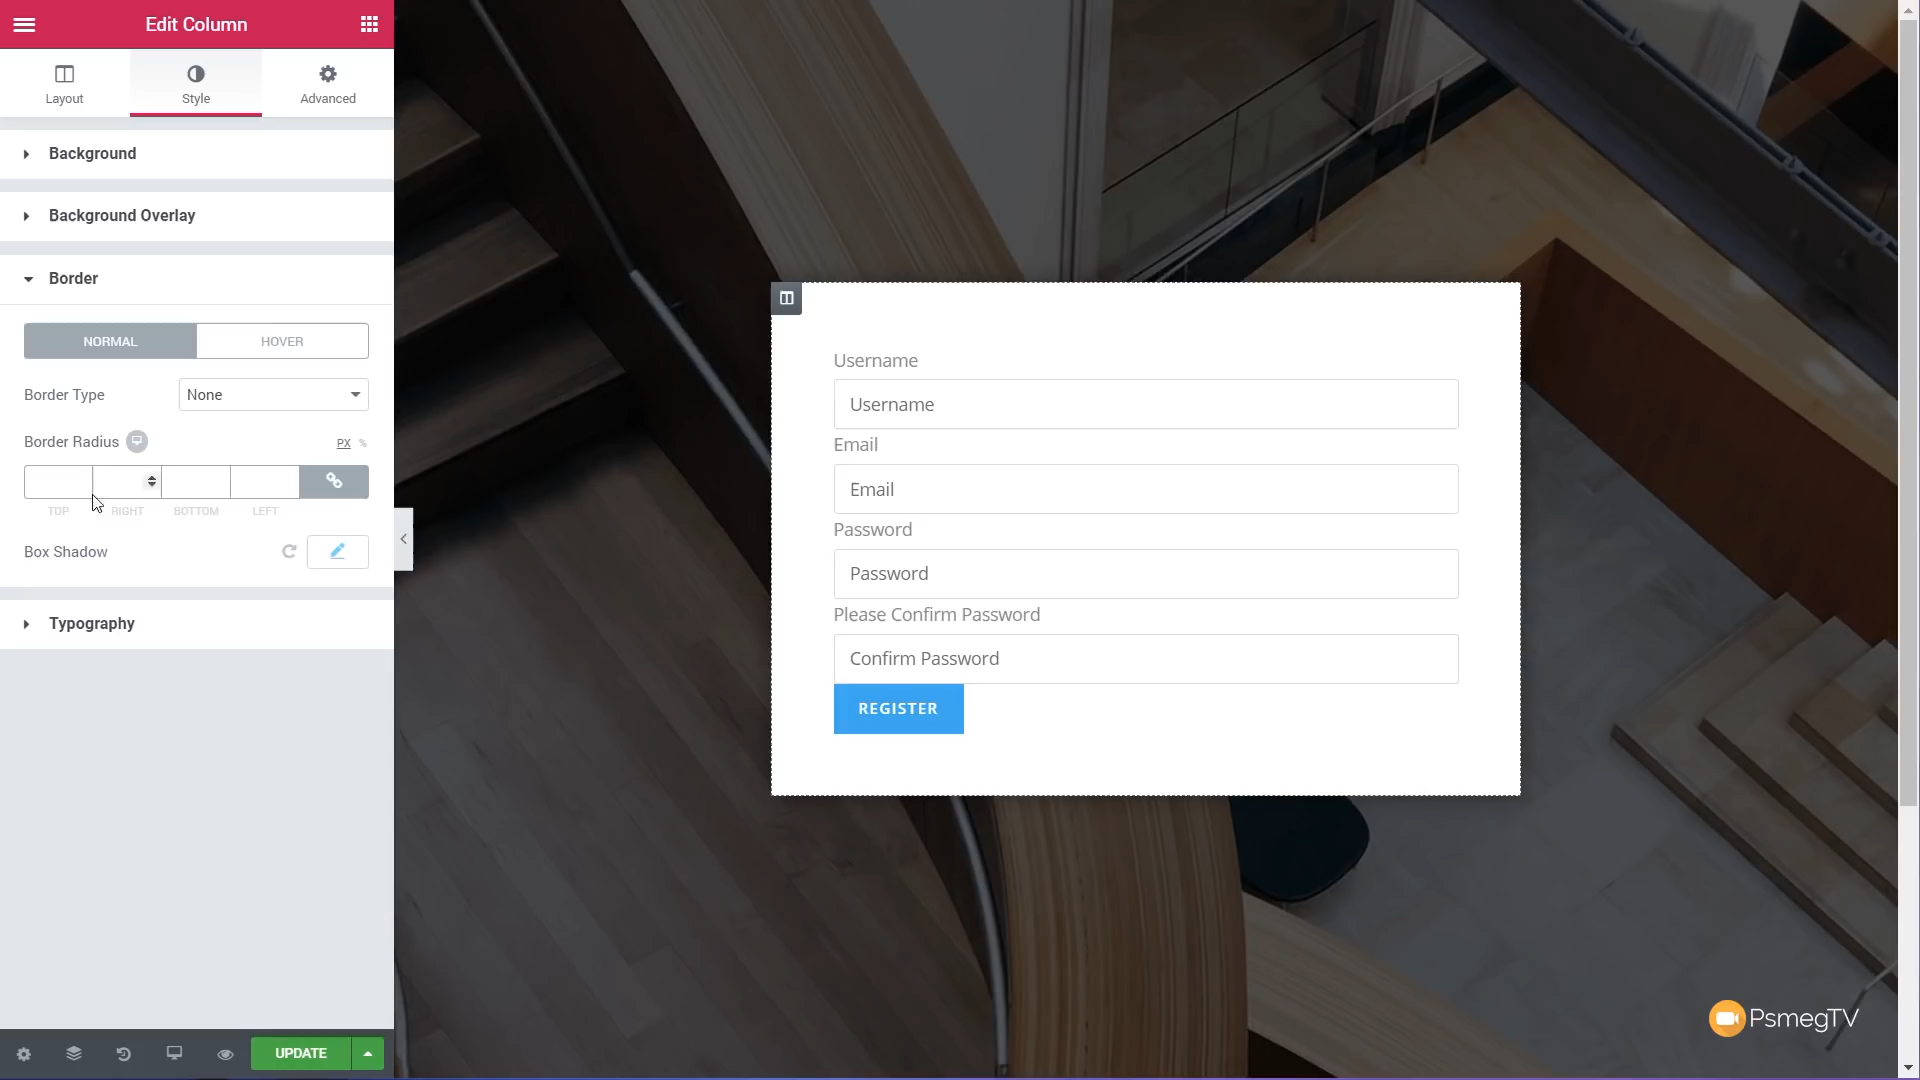 Edit Column
Layout
Style
Advanced
Background
Background Overlay
Border
NORMAL
HOVER
Border Type
None
Border Radius
PX %
TOP
RIGHT
BOTTOM
LEFT
Box Shadow
Typography
UPDATE
Username
Username
Email
Email
Password
Password
Please Confirm Password
Confirm Password
REGISTER
PsmegTV